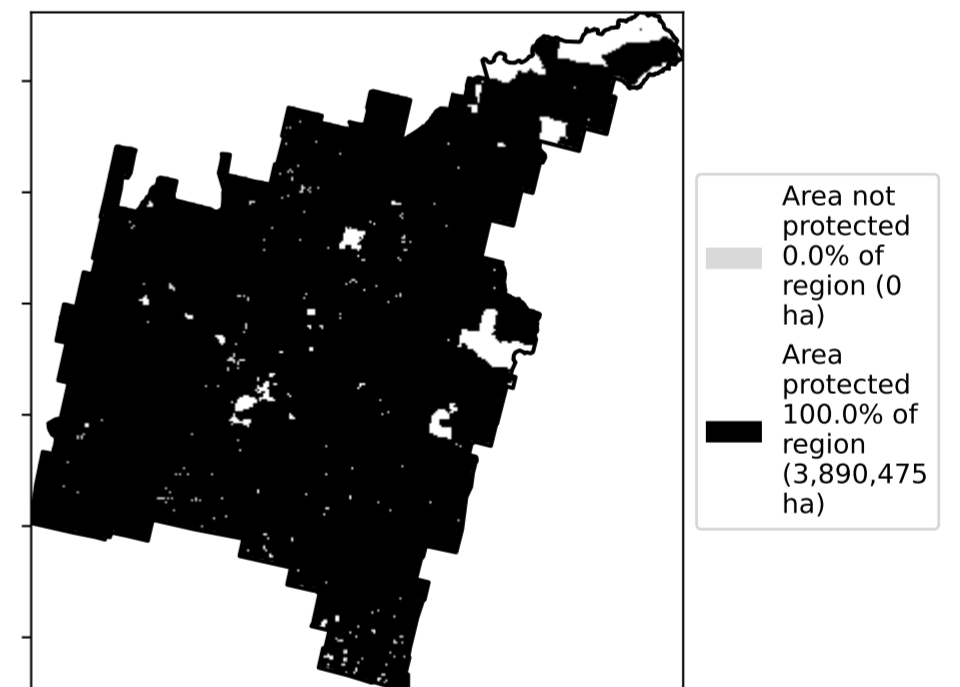 Area not
protected
0.0% of
region (0
ha)
Area
protected
100.0% of
region
(3,890,475
ha)